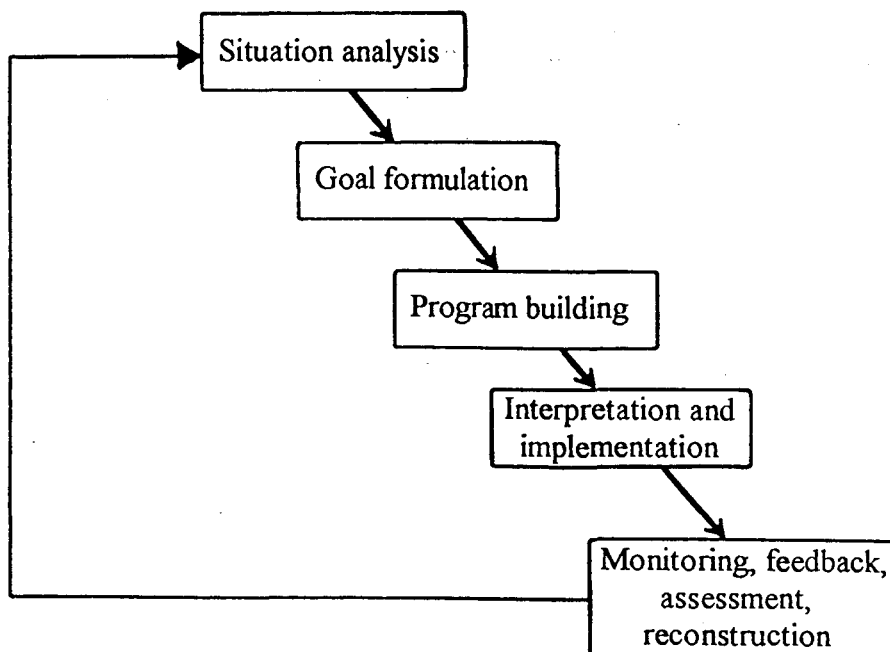 Situation analysis
Goal formulation
Program building
Interpretation and
implementation
Monitoring, feedback,
assessment,
reconstruction